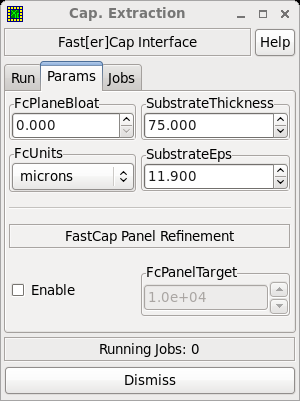 Cap. Extraction
Fast[er]Cap Interface
Help
Run
Params
Jobs
FcPlaneBloat
SubstrateThickness
0.000
75.000
FcUnits
SubstrateEps
microns
11.900
FastCap Panel Refinement
Enable
FcPanelTarget
1.0e+04
Running Jobs: 0
Dismiss